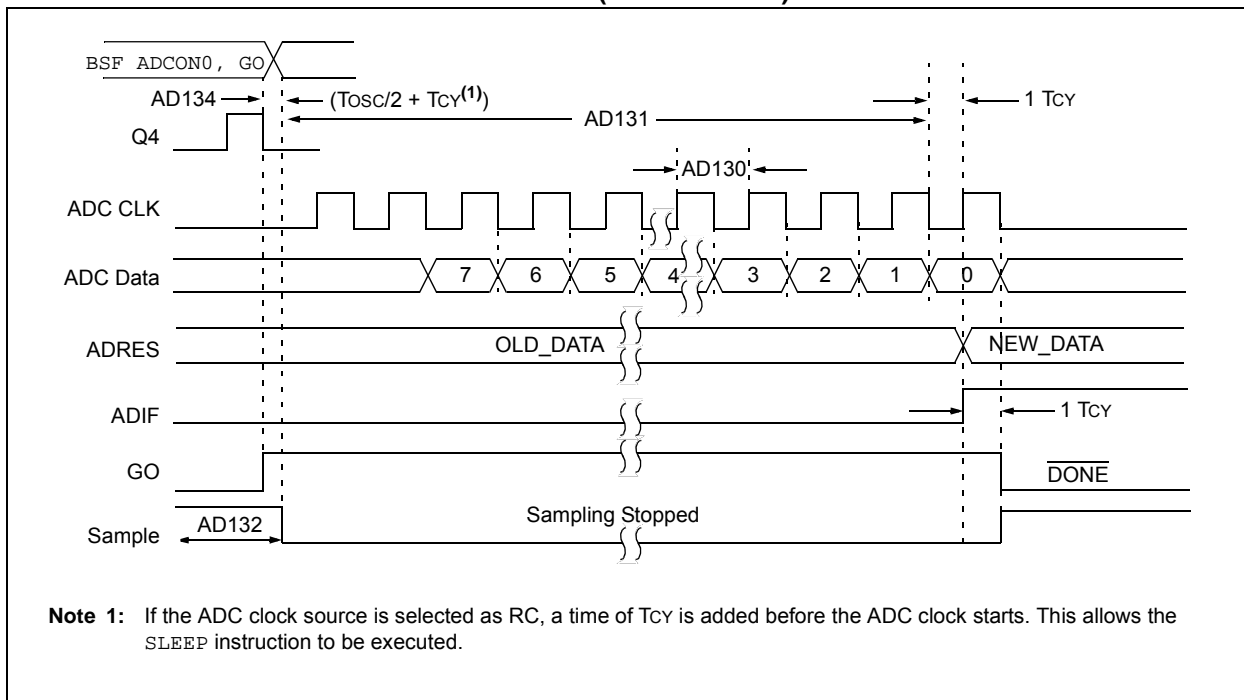 BSF ADCON0, GO
AD134
(TOSC/2 + TCY(1))
AD131
1 TCY
Q4
AD130
ADC CLK
ADC Data
7 6 5 4 3 2 1 0
ADRES
OLD_DATA
NEW_DATA
ADIF
1 TCY
GO
DONE
Sample
AD132
Sampling Stopped
Note 1: If the ADC clock source is selected as RC, a time of TCY is added before the ADC clock starts. This allows the
SLEEP instruction to be executed.